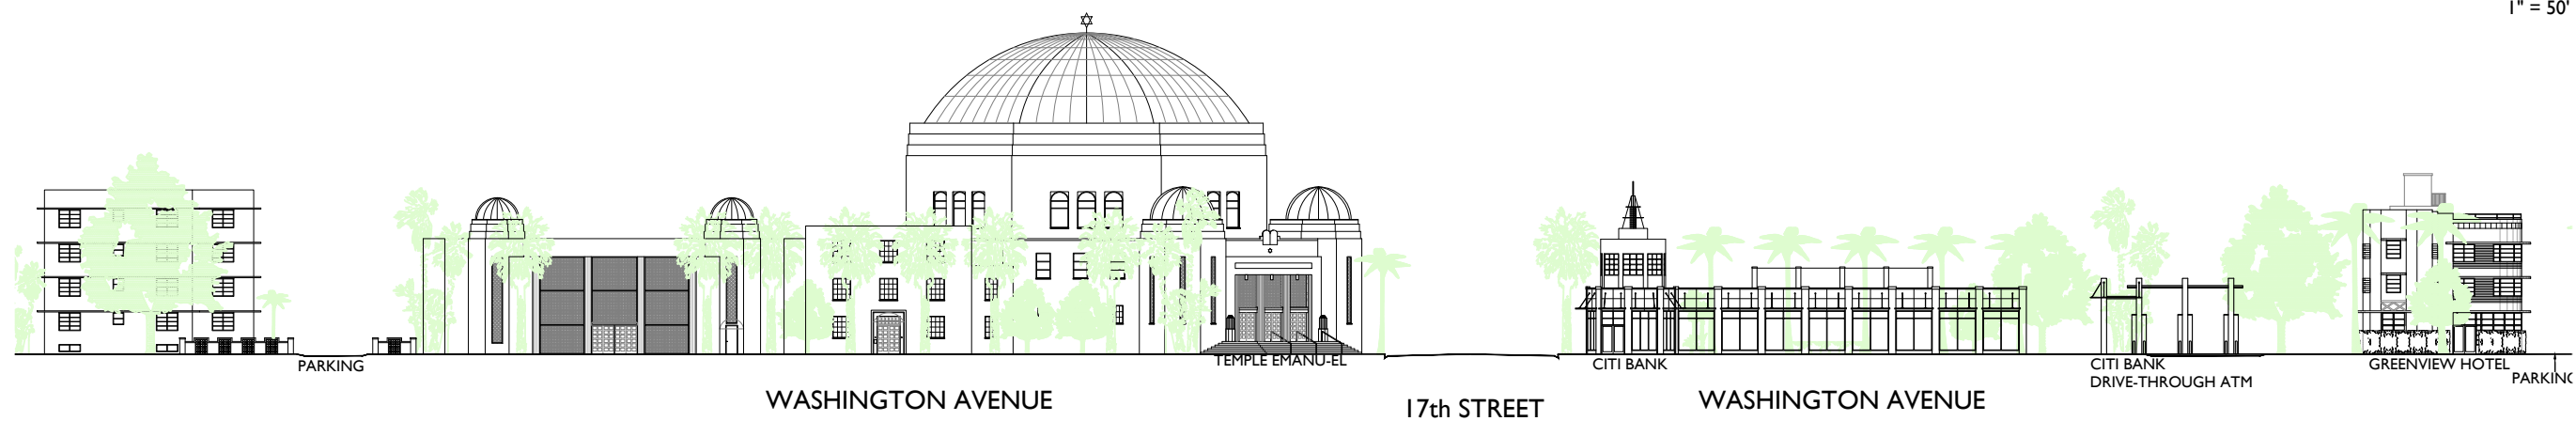 1" = 50'
PARKING
TEMPLE EMANU-EL
CITI BANK
CITI BANK
DRIVE-THROUGH ATM
GREENVIEW HOTEL
PARKING
WASHINGTON AVENUE
17th STREET
WASHINGTON AVENUE